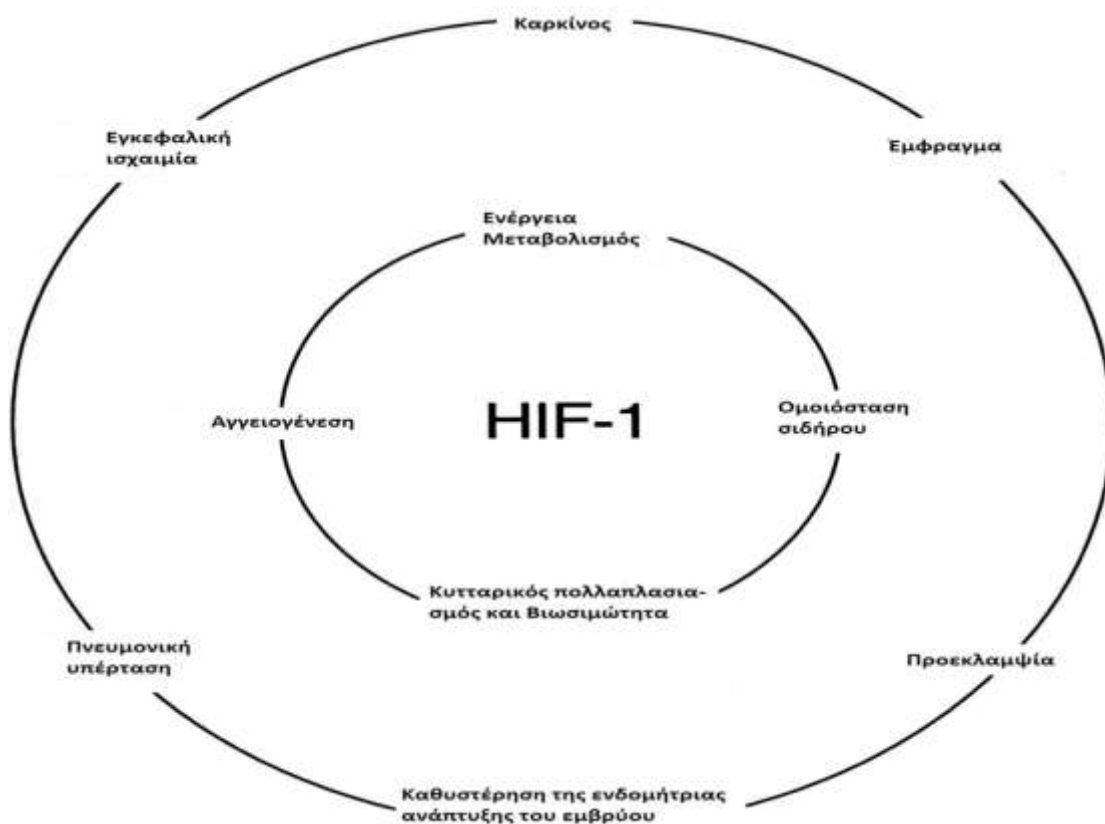 Καρκίνος
Εγκεφαλική
ισχαιμία
Έμφραγμα
Ενέργεια
Μεταβολισμός
Αγγειογένεση
HIF-1
Ομοιόσταση
σιδήρου
Κυτταρικός πολλαπλασια-
σμός και Βιωσιμώτητα
Πνευμονική
υπέρταση
Προεκλαμψία
Καθυστέρηση της ενδομήτριας
ανάπτυξης του εμβρύου